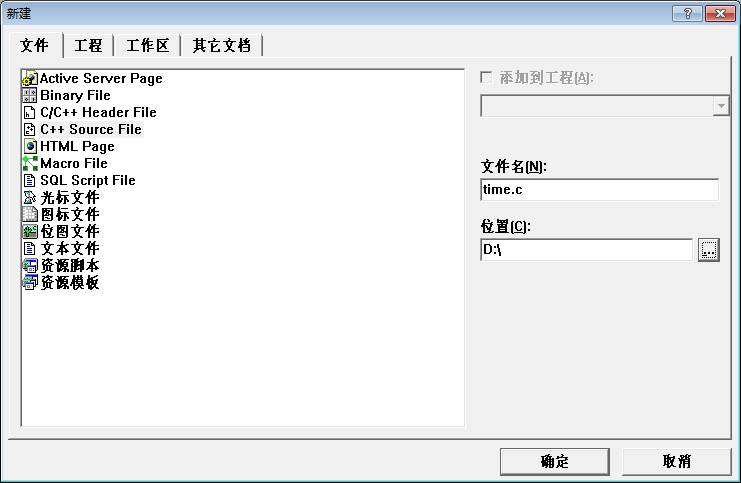 新建
文件 工程 工作区 其它文档
Active Server Page
Binary File
C/C++ Header File
C++ Source File
HTML Page
Macro File
SQL Script File
光标文件
图标文件
位图文件
文本文件
资源脚本
资源模板
添加到工程(A):
文件名(N):
time.c
位置(C):
D:\
...
确定 取消